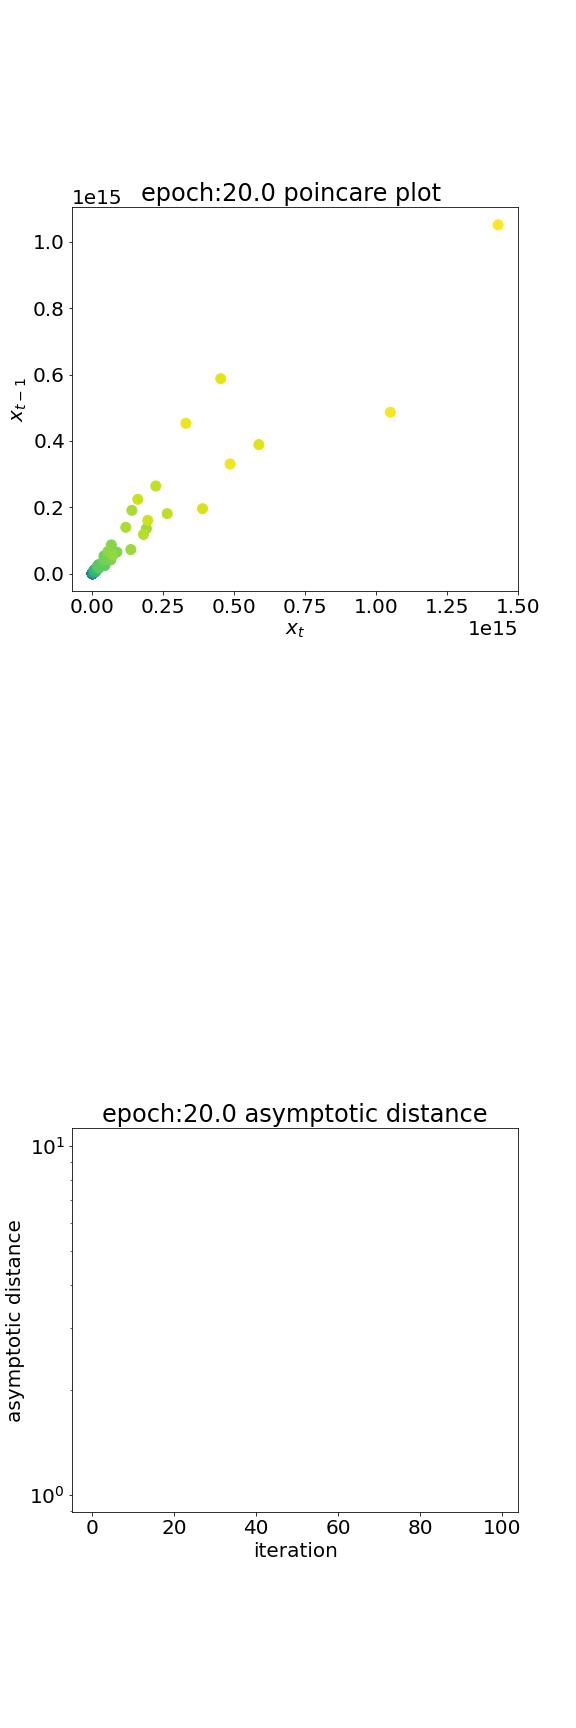 epoch:20.0 poincare plot
1e15
1.0
0.8
0.6
0.4
0.2
0.0
x_{t-1}
0.00 0.25 0.50 0.75 1.00 1.25 1.50
x_t
1e15
epoch:20.0 asymptotic distance
10^1
10^0
asymptotic distance
0 20 40 60 80 100
iteration